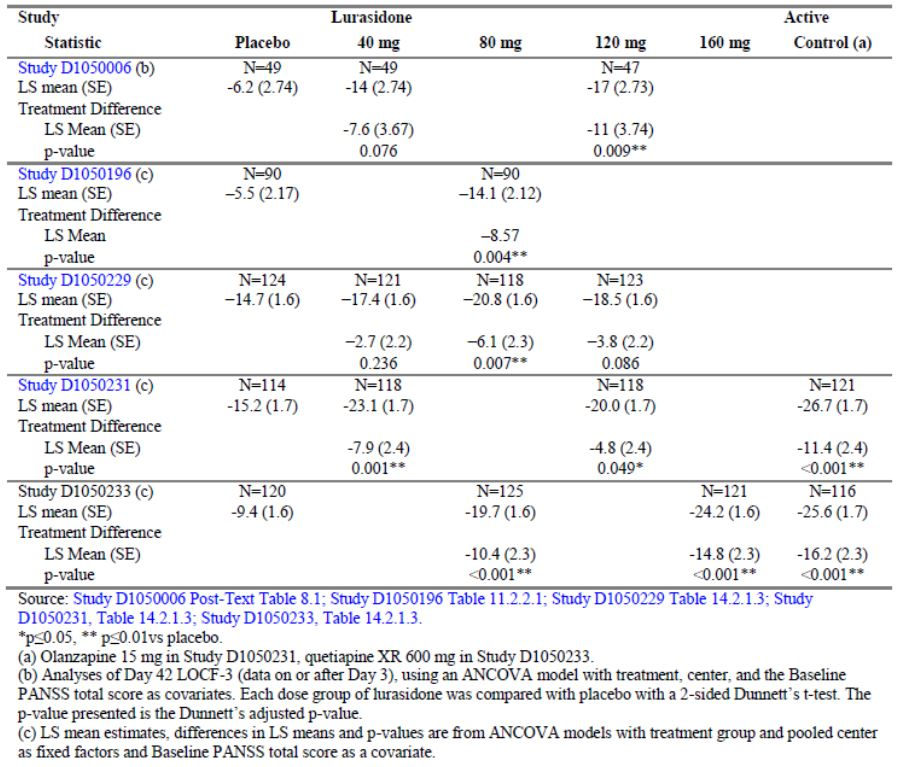 Study Lurasidone Active
Statistic Placebo 40 mg 80 mg 120 mg 160 mg Control (a)
Study D1050006 (b) N=49 N=49 N=47
LS mean (SE) -6.2 (2.74) -14 (2.74) -17 (2.73)
Treatment Difference
LS Mean (SE) -7.6 (3.67) -11 (3.74)
p-value 0.076 0.009**
Study D1050196 (c) N=90 N=90
LS mean (SE) –5.5 (2.17) –14.1 (2.12)
Treatment Difference
LS Mean –8.57
p-value 0.004**
Study D1050229 (c) N=124 N=121 N=118 N=123
LS mean (SE) –14.7 (1.6) –17.4 (1.6) –20.8 (1.6) –18.5 (1.6)
Treatment Difference
LS Mean (SE) –2.7 (2.2) –6.1 (2.3) –3.8 (2.2)
p-value 0.236 0.007** 0.086
Study D1050231 (c) N=114 N=118 N=118 N=121
LS mean (SE) -15.2 (1.7) -23.1 (1.7) -20.0 (1.7) -26.7 (1.7)
Treatment Difference
LS Mean (SE) -7.9 (2.4) -4.8 (2.4) -11.4 (2.4)
p-value 0.001** 0.049* <0.001**
Study D1050233 (c) N=120 N=125 N=121 N=116
LS mean (SE) -9.4 (1.6) -19.7 (1.6) -24.2 (1.6) -25.6 (1.7)
Treatment Difference
LS Mean (SE) -10.4 (2.3) -14.8 (2.3) -16.2 (2.3)
p-value <0.001** <0.001** <0.001**
Source: Study D1050006 Post-Text Table 8.1; Study D1050196 Table 11.2.2.1; Study D1050229 Table 14.2.1.3; Study
D1050231, Table 14.2.1.3; Study D1050233, Table 14.2.1.3.
*p≤0.05, ** p≤0.01vs placebo.
(a) Olanzapine 15 mg in Study D1050231, quetiapine XR 600 mg in Study D1050233.
(b) Analyses of Day 42 LOCF-3 (data on or after Day 3), using an ANCOVA model with treatment, center, and the Baseline
PANSS total score as covariates. Each dose group of lurasidone was compared with placebo with a 2-sided Dunnett’s t-test. The
p-value presented is the Dunnett’s adjusted p-value.
(c) LS mean estimates, differences in LS means and p-values are from ANCOVA models with treatment group and pooled center
as fixed factors and Baseline PANSS total score as a covariate.